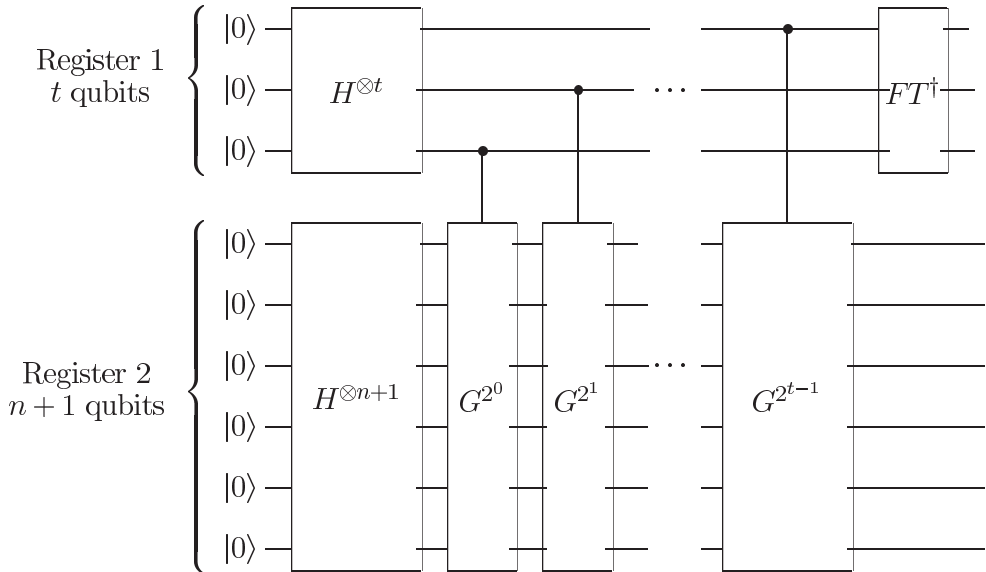 Register 1
t qubits
|0⟩
|0⟩
|0⟩
H^{⊗t}
· · ·
FT^†
Register 2
n + 1 qubits
|0⟩
|0⟩
|0⟩
|0⟩
|0⟩
|0⟩
H^{⊗n+1}
G^{2^0}
G^{2^1}
· · ·
G^{2^{t−1}}